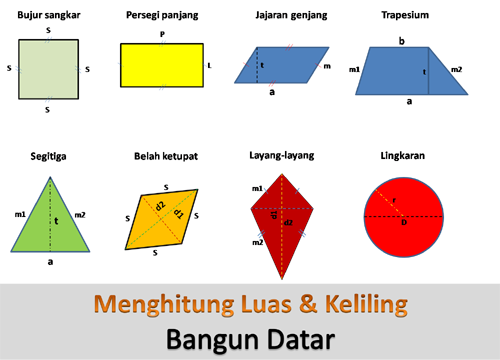 Bujur sangkar
Persegi panjang
Jajaran genjang
Trapesium
S
S
S
S
P
L
t
m
a
b
m1
t
m2
a
Segitiga
Belah ketupat
Layang-layang
Lingkaran
m1
t
m2
a
S
S
d2
d1
S
S
m1
d1
d2
m2
r
D
Menghitung Luas & Keliling
Bangun Datar